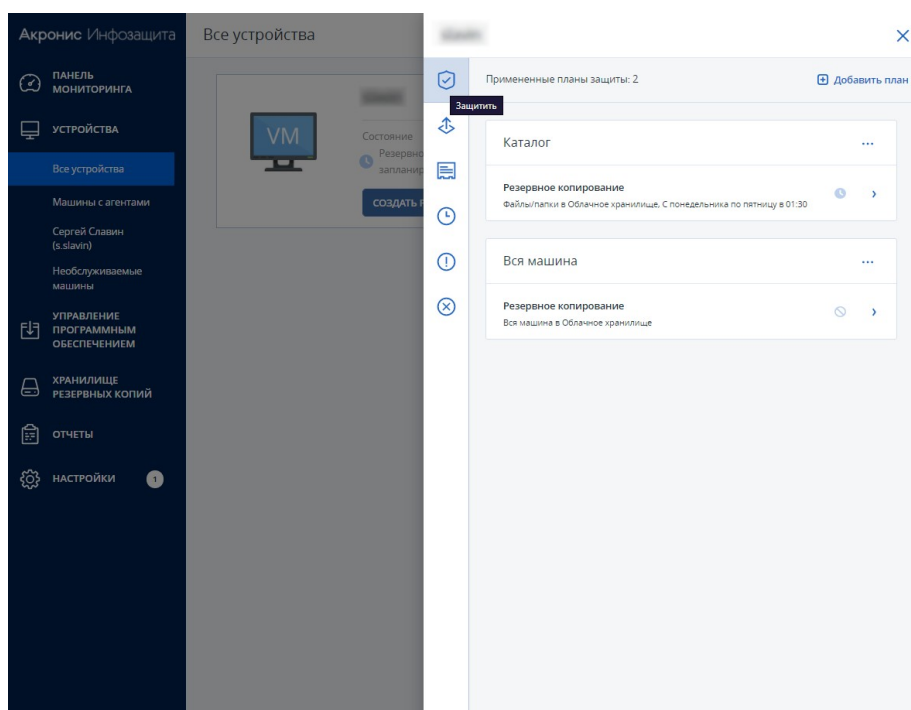 Акронис Инфозащита
ПАНЕЛЬ
МОНИТОРИНГА
УСТРОЙСТВА
Все устройства
Машины с агентами
Сергей Славин
(s.slavin)
Необслуживаемые
машины
УПРАВЛЕНИЕ
ПРОГРАММНЫМ
ОБЕСПЕЧЕНИЕМ
ХРАНИЛИЩЕ
РЕЗЕРВНЫХ КОПИЙ
ОТЧЕТЫ
НАСТРОЙКИ 1
Все устройства
VM
Состояние
Резервно
запланир
СОЗДАТЬ Р
Примененные планы защиты: 2
Добавить план
Защитить
Каталог
Резервное копирование
Файлы/папки в Облачное хранилище, С понедельника по пятницу в 01:30
Вся машина
Резервное копирование
Вся машина в Облачное хранилище